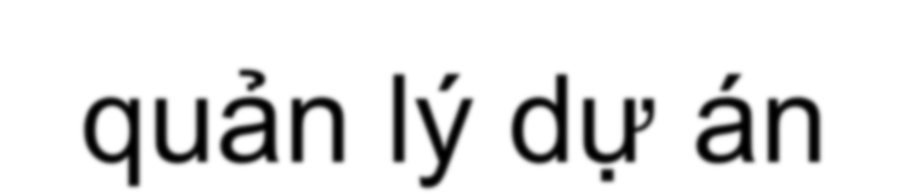 quản lý dự án